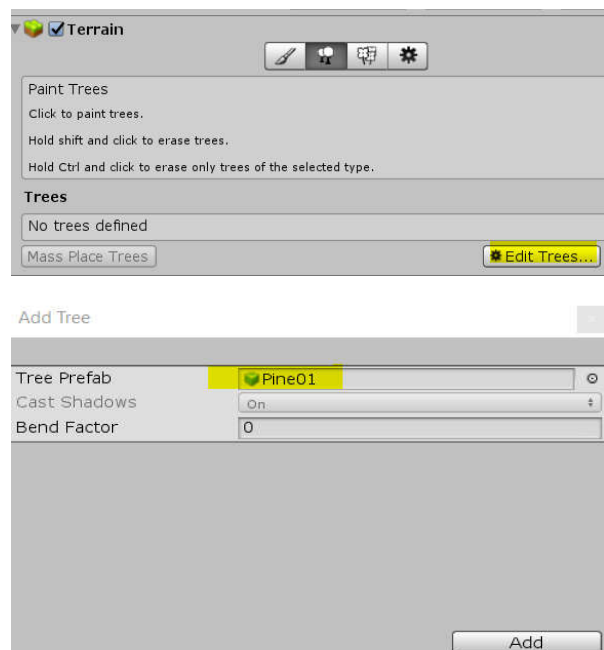 Terrain
Paint Trees
Click to paint trees.
Hold shift and click to erase trees.
Hold Ctrl and click to erase only trees of the selected type.
Trees
No trees defined
Mass Place Trees
Edit Trees...
Add Tree
Tree Prefab
Pine01
Cast Shadows
On
Bend Factor
0
Add